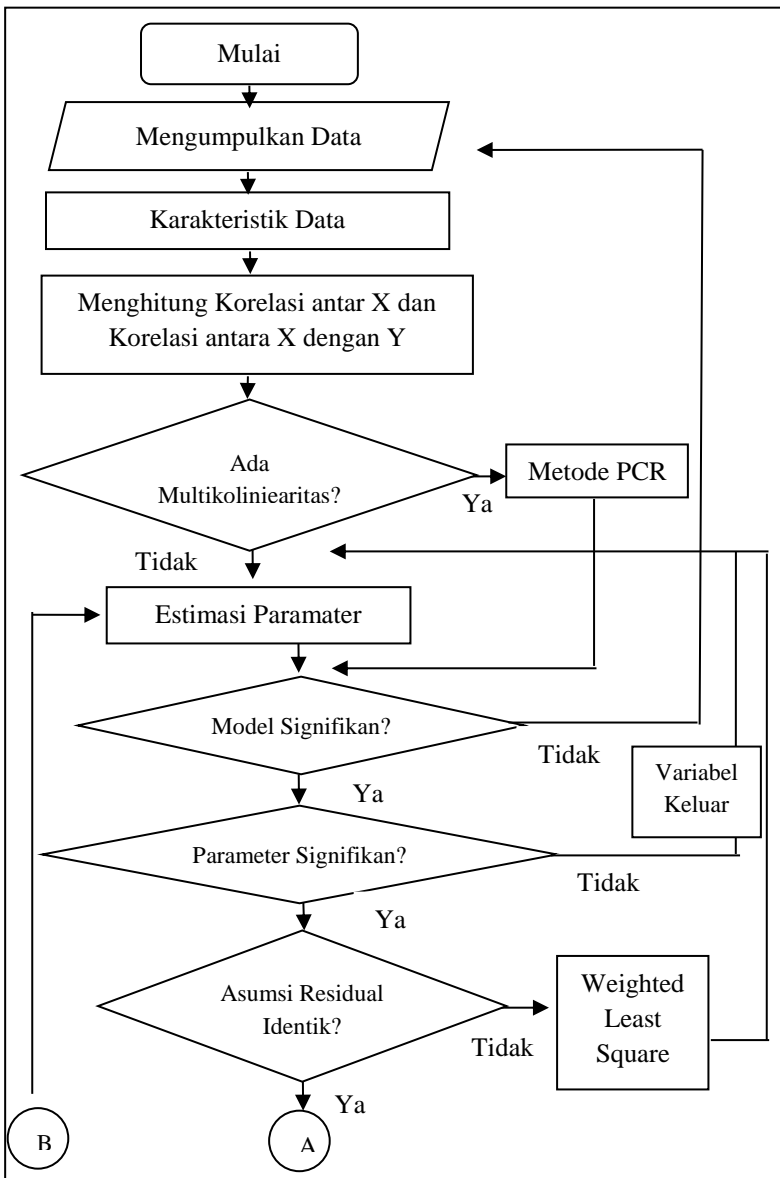 Mulai
Mengumpulkan Data
Karakteristik Data
Menghitung Korelasi antar X dan
Korelasi antara X dengan Y
Ada
Multikoliniearitas?
Ya
Metode PCR
Tidak
Estimasi Paramater
Model Signifikan?
Tidak
Ya
Variabel
Keluar
Parameter Signifikan?
Tidak
Ya
Asumsi Residual
Identik?
Tidak
Weighted
Least
Square
Ya
B
A